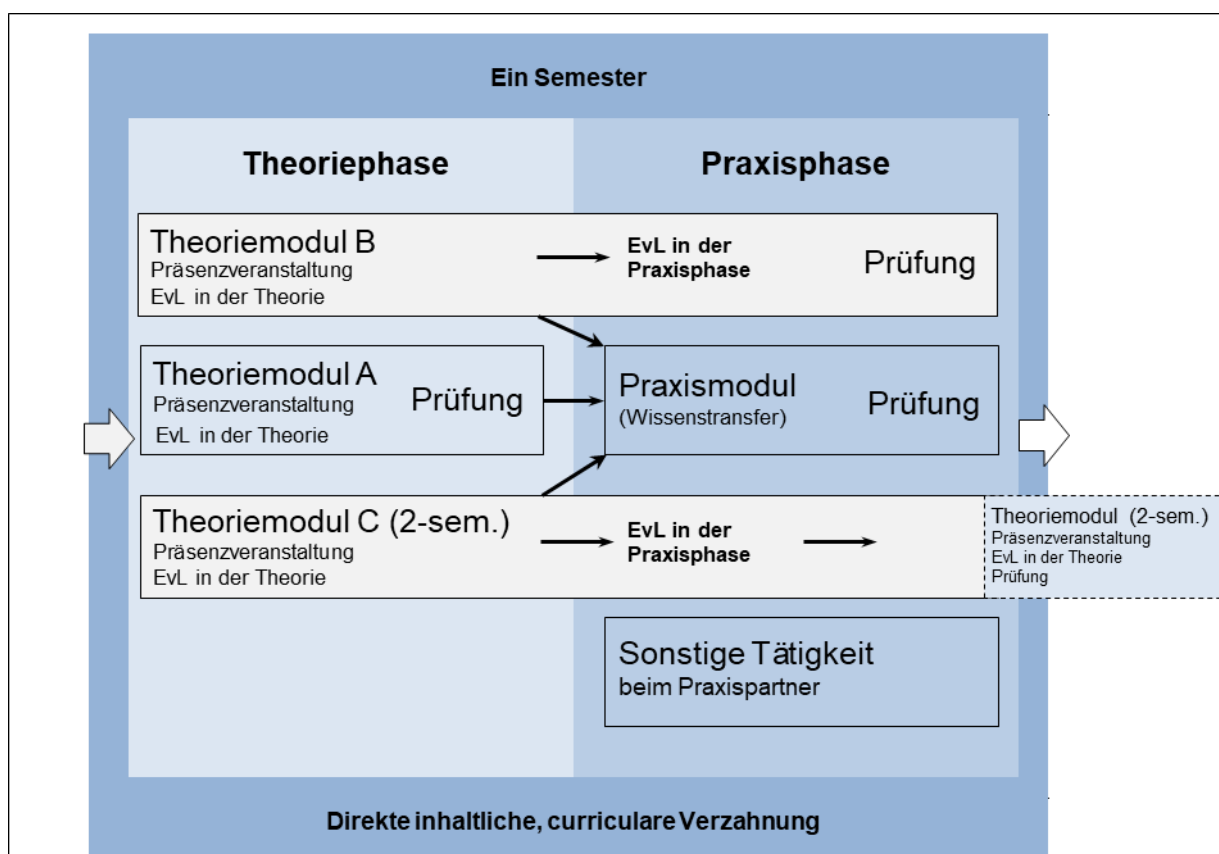 Ein Semester
Theoriephase
Praxisphase
Theoriemodul B
Präsenzveranstaltung
EvL in der Theorie
EvL in der
Praxisphase
Prüfung
Theoriemodul A
Präsenzveranstaltung
EvL in der Theorie
Prüfung
Praxismodul
(Wissenstransfer)
Prüfung
Theoriemodul C (2-sem.)
Präsenzveranstaltung
EvL in der Theorie
EvL in der
Praxisphase
Theoriemodul (2-sem.)
Präsenzveranstaltung
EvL in der Theorie
Prüfung
Sonstige Tätigkeit
beim Praxispartner
Direkte inhaltliche, curriculare Verzahnung